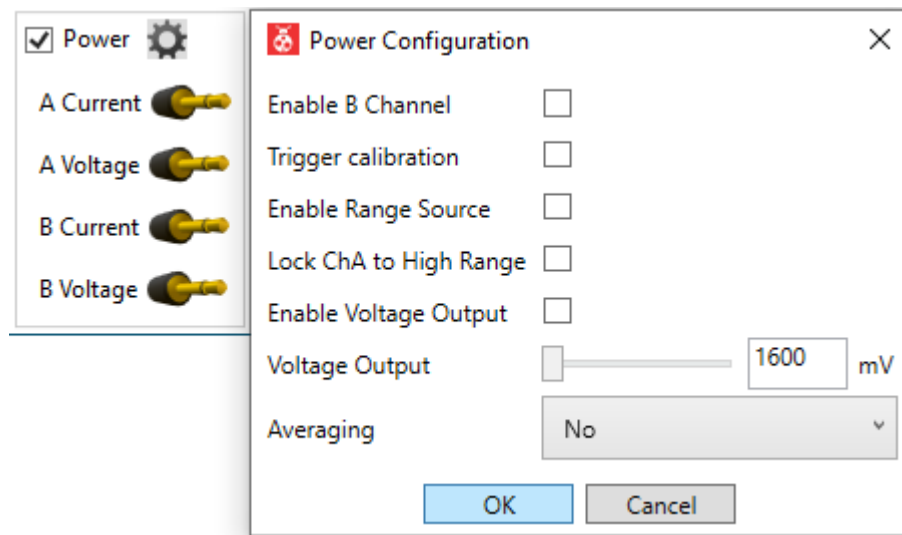 Power
A Current
A Voltage
B Current
B Voltage
Power Configuration
Enable B Channel
Trigger calibration
Enable Range Source
Lock ChA to High Range
Enable Voltage Output
Voltage Output 1600 mV
Averaging No
OK Cancel